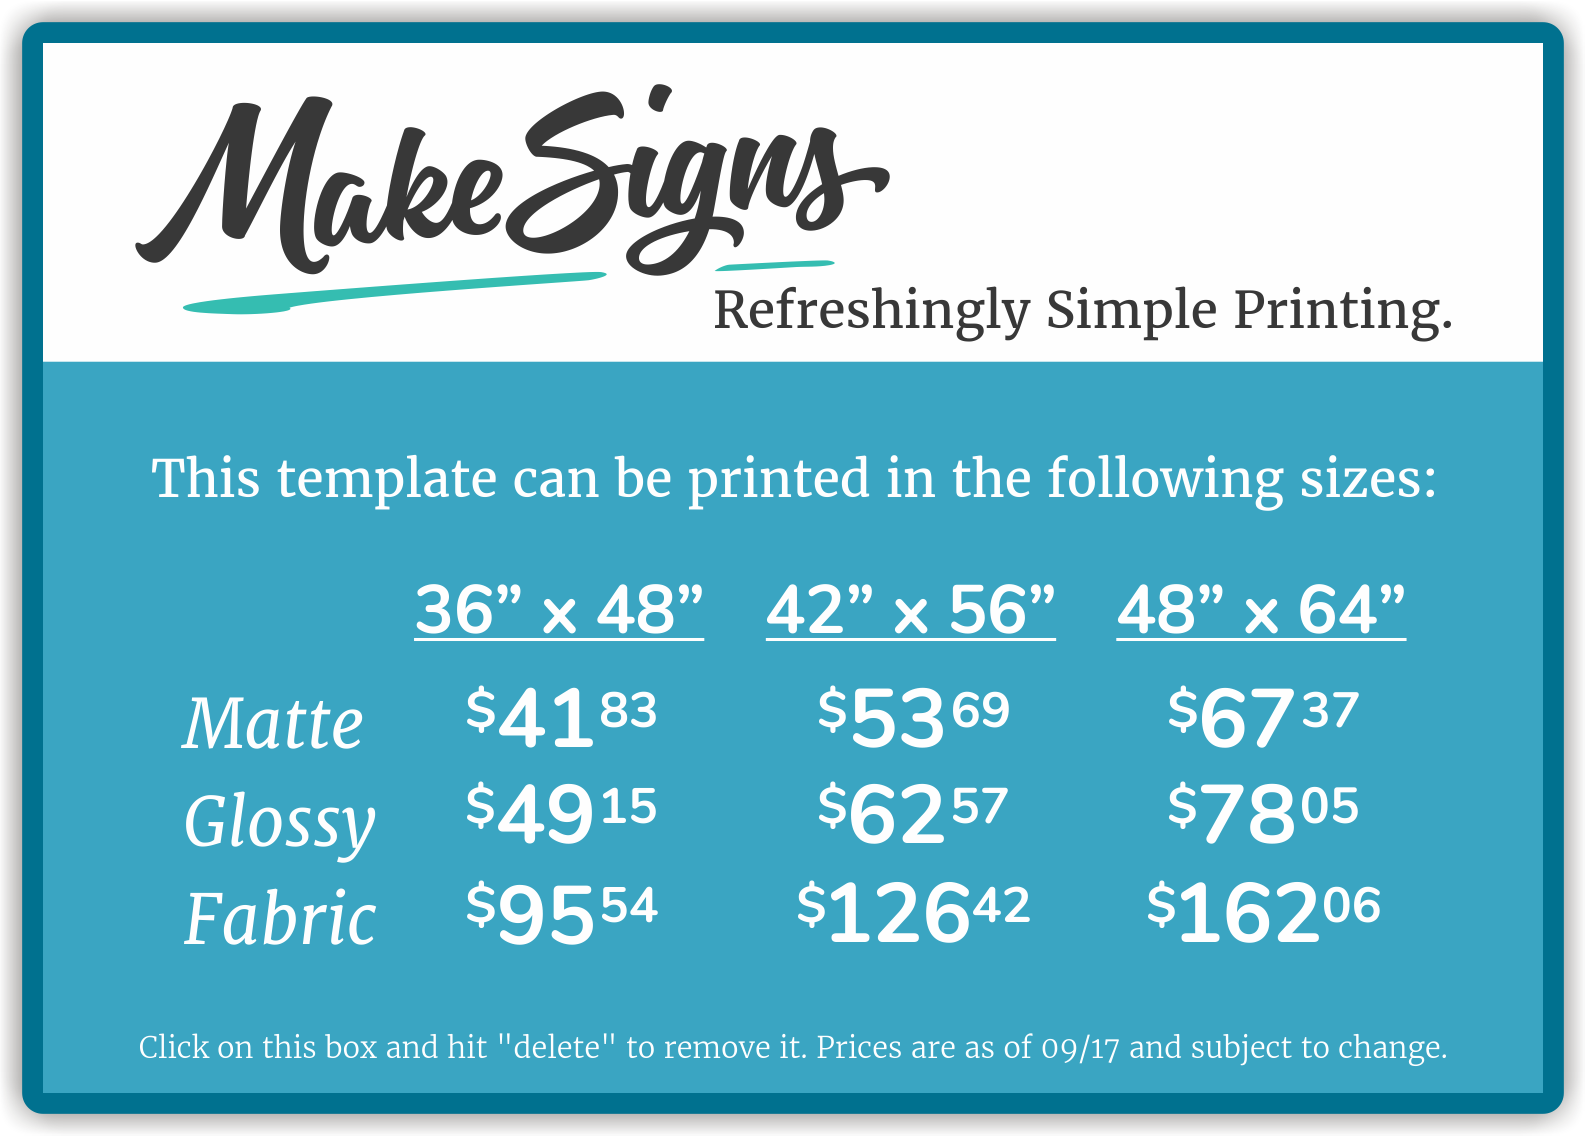 MakeSigns
Refreshingly Simple Printing.
This template can be printed in the following sizes:
36” x 48” 42” x 56” 48” x 64”
Matte $41 83 $53 69 $67 37
Glossy $49 15 $62 57 $78 05
Fabric $95 54 $126 42 $162 06
Click on this box and hit "delete" to remove it. Prices are as of 09/17 and subject to change.